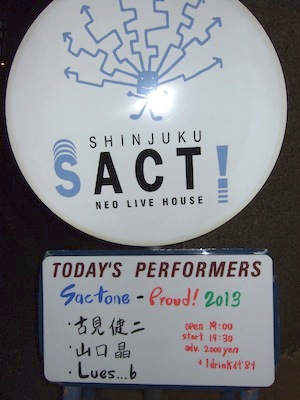 SHINJUKU
SACT!
NEO LIVE HOUSE
TODAY'S PERFORMERS
Sactone - Proud! 2013
・古見健二
・山口晶
・Lues...6
open 19:00
start 19:30
adv. 2000yen
+1drink